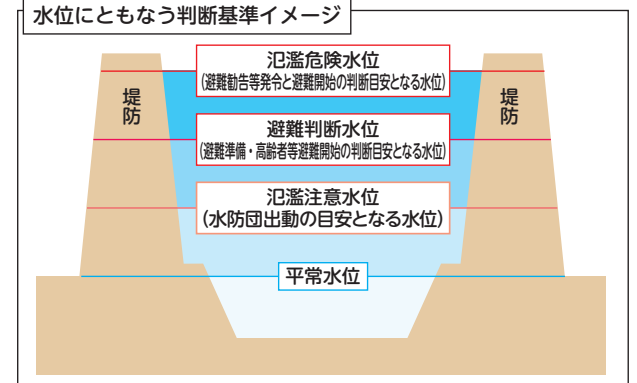 水位にともなう判断基準イメージ
氾濫危険水位
(避難勧告等発令と避難開始の判断目安となる水位)
堤防
堤防
避難判断水位
(避難準備・高齢者等避難開始の判断目安となる水位)
氾濫注意水位
(水防団出動の目安となる水位)
平常水位